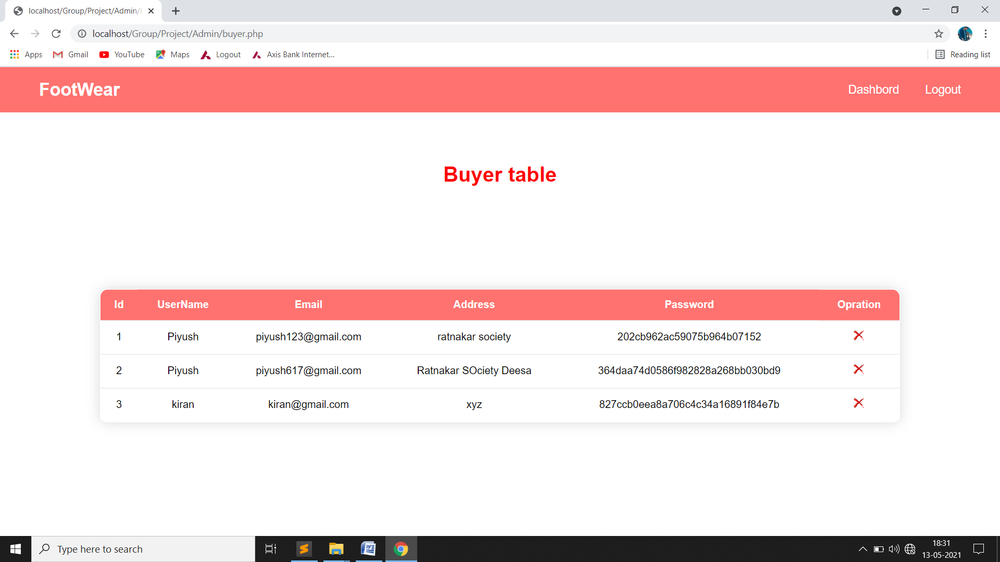 localhost/Group/Project/Admin/
localhost/Group/Project/Admin/buyer.php
Apps Gmail YouTube Maps Logout Axis Bank Internet... Reading list
FootWear Dashbord Logout
Buyer table
Id UserName Email Address Password Opration
1 Piyush piyush123@gmail.com ratnakar society 202cb962ac59075b964b07152
2 Piyush piyush617@gmail.com Ratnakar SOciety Deesa 364daa74d0586f982828a268bb030bd9
3 kiran kiran@gmail.com xyz 827ccb0eea8a706c4c34a16891f84e7b
Type here to search
18:31
13-05-2021